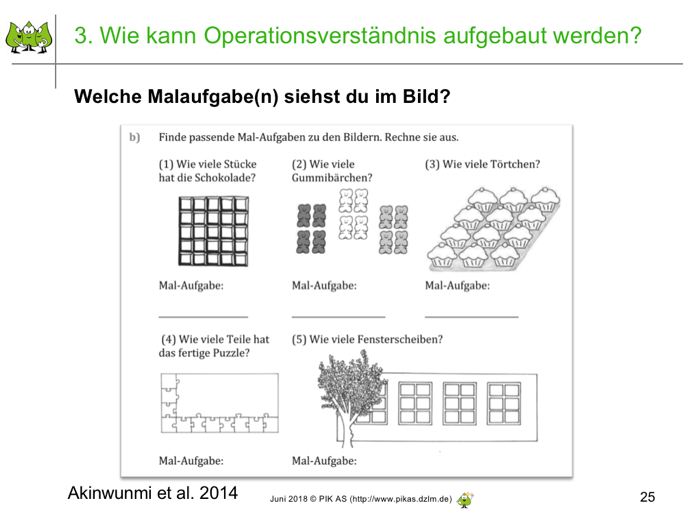 3. Wie kann Operationsverständnis aufgebaut werden?
Welche Malaufgabe(n) siehst du im Bild?
b) Finde passende Mal-Aufgaben zu den Bildern. Rechne sie aus.
(1) Wie viele Stücke
hat die Schokolade?
(2) Wie viele
Gummibärchen?
(3) Wie viele Törtchen?
Mal-Aufgabe:
Mal-Aufgabe:
Mal-Aufgabe:
(4) Wie viele Teile hat
das fertige Puzzle?
(5) Wie viele Fensterscheiben?
Mal-Aufgabe:
Mal-Aufgabe:
Akinwunmi et al. 2014
Juni 2018 © PIK AS (http://www.pikas.dzlm.de)
25